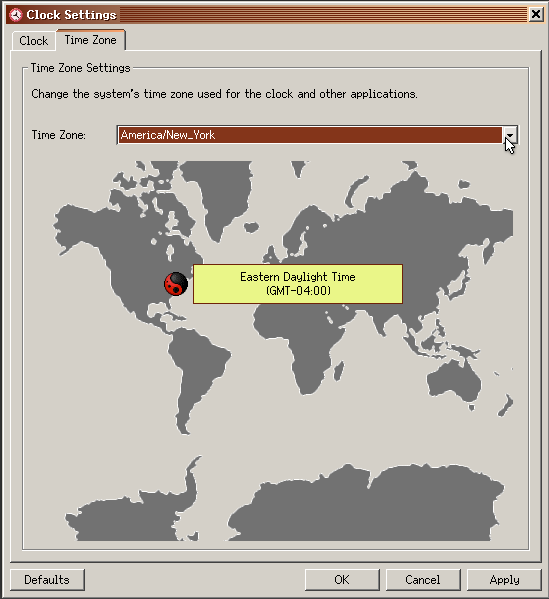 Clock Settings
Clock
Time Zone
Time Zone Settings
Change the system's time zone used for the clock and other applications.
Time Zone:
America/New_York
Eastern Daylight Time
(GMT-04:00)
Defaults
OK
Cancel
Apply